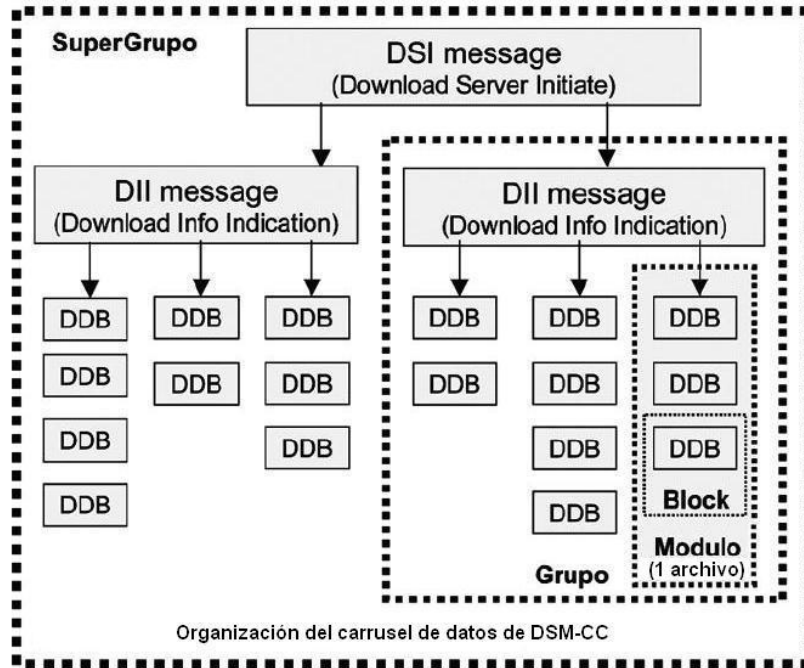 SuperGrupo
DSI message
(Download Server Initiate)
DII message
(Download Info Indication)
DII message
(Download Info Indication)
DDB DDB DDB DDB DDB DDB
DDB DDB DDB DDB DDB DDB
DDB DDB DDB DDB
Block
DDB DDB
Modulo
(1 archivo)
Grupo
Organización del carrusel de datos de DSM-CC